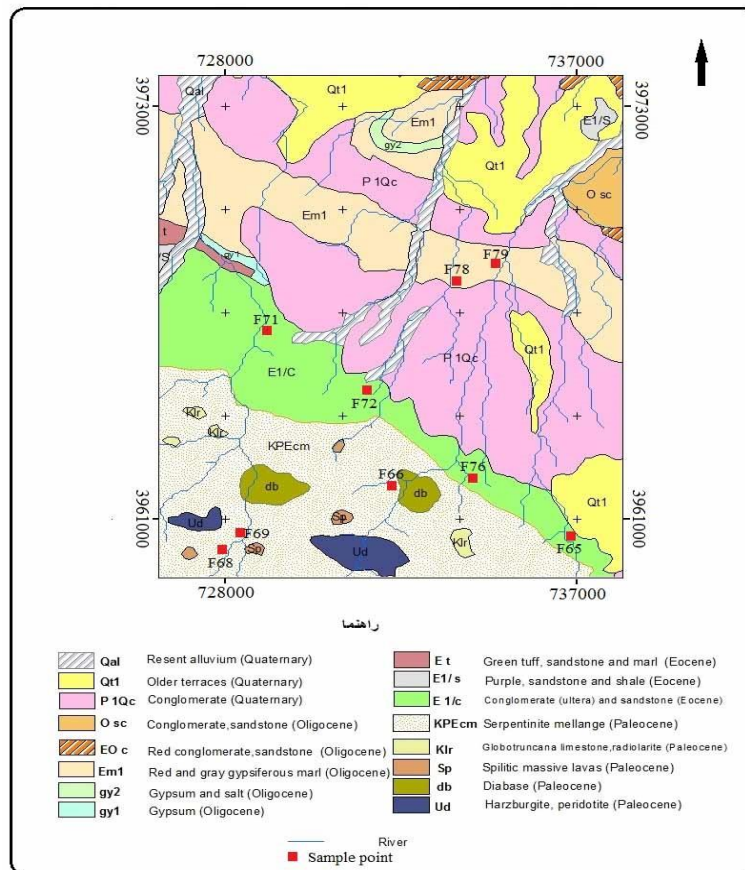 728000
737000
3973000
3973000
Qal
Qt1
Em1
gy2
E1/S
Qt1
P 1Qc
O sc
Em1
t
/S
gy1
F79
F78
F71
P 1Qc
Qt1
E1/C
F72
Klr
Klr
KPEcm
F76
F66
db
db
Qt1
3961000
3961000
Ud
Sp
F69
F65
Sp
Ud
Klr
F68
728000
737000
راهنما
Qal Resent alluvium (Quaternary)
Qt1 Older terraces (Quaternary)
P 1Qc Conglomerate (Quaternary)
O sc Conglomerate,sandstone (Oligocene)
EO c Red conglomerate,sandstone (Oligocene)
Em1 Red and gray gypsiferous marl (Oligocene)
gy2 Gypsum and salt (Oligocene)
gy1 Gypsum (Oligocene)
E t Green tuff, sandstone and marl (Eocene)
E1/s Purple, sandstone and shale (Eocene)
E 1/c Conglomerate (ultera) and sandstone (Eocene)
KPEcm Serpentinite mellange (Paleocene)
Klr Globotruncana limestone,radiolarite (Paleocene)
Sp Spilitic massive lavas (Paleocene)
db Diabase (Paleocene)
Ud Harzburgite, peridotite (Paleocene)
River
Sample point